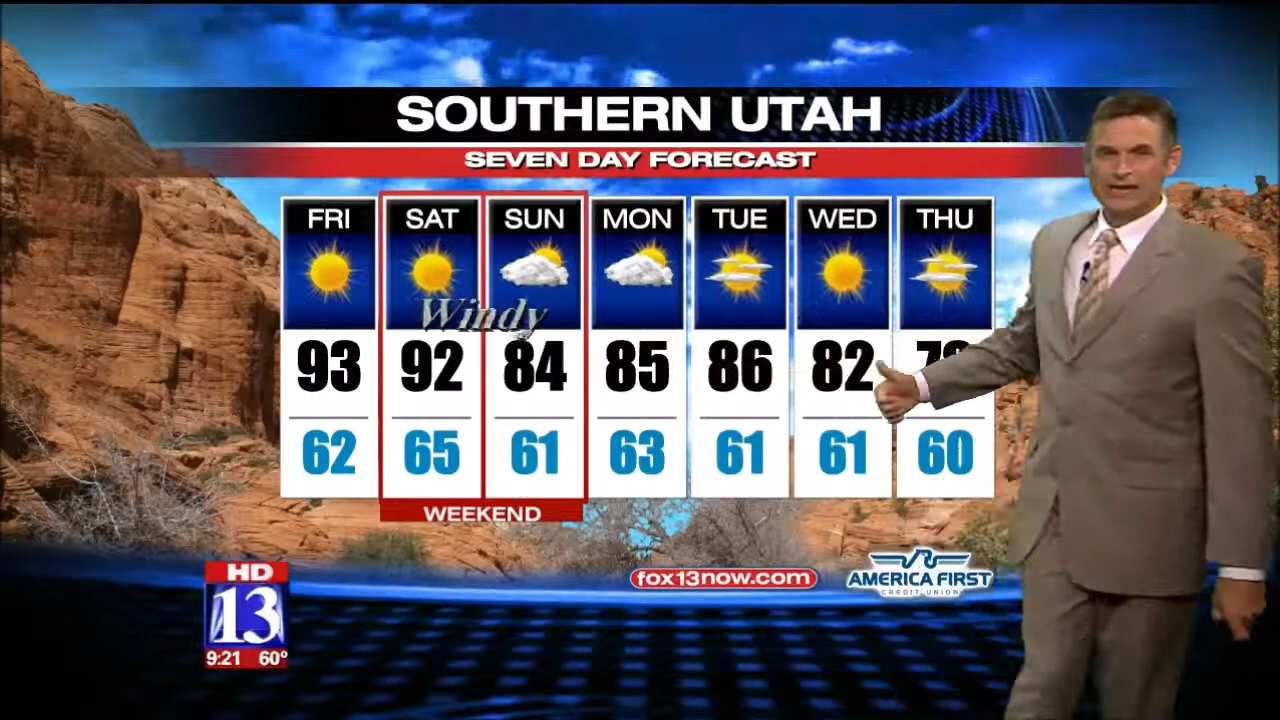 SOUTHERN UTAH
SEVEN DAY FORECAST
FRI SAT SUN MON TUE WED THU
Windy
93 92 84 85 86 82
62 65 61 63 61 61 60
WEEKEND
HD
13
9:21 60°
fox13now.com
AMERICA FIRST
CREDIT UNION